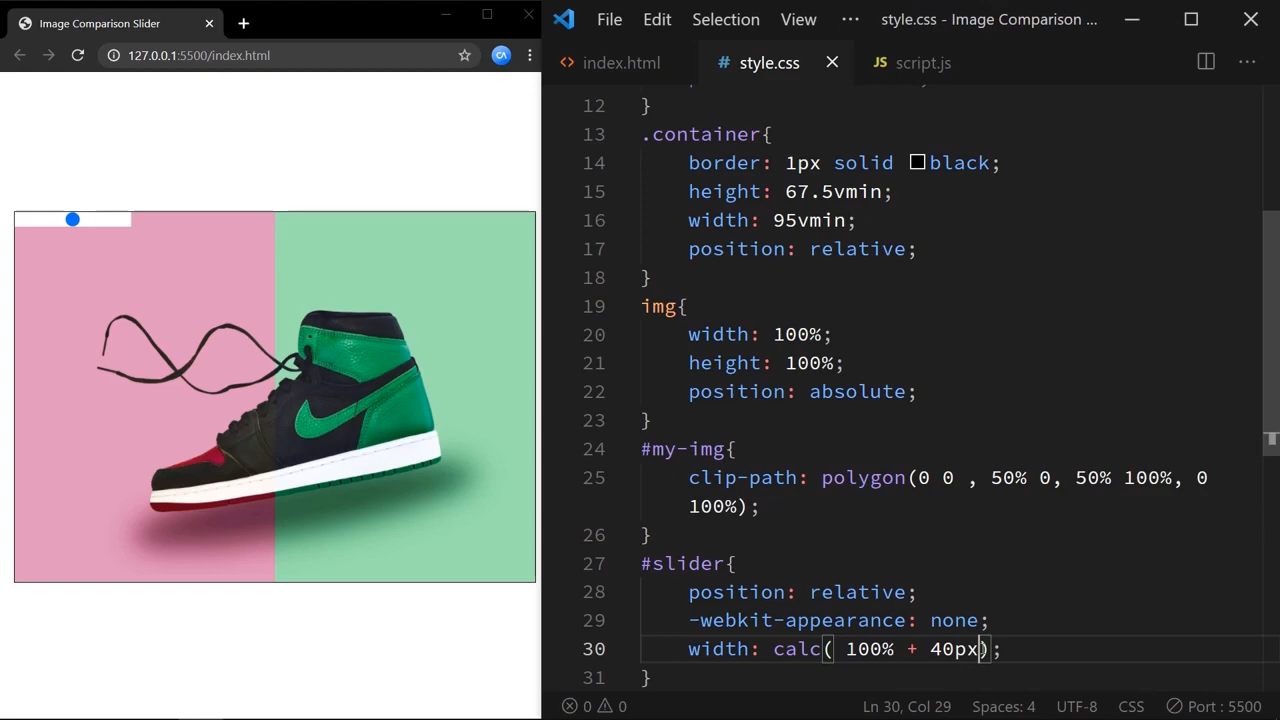 Image Comparison Slider
127.0.0.1:5500/index.html
File Edit Selection View ··· style.css - Image Comparison ...
index.html
# style.css
JS script.js
12 }
13 .container{
14 border: 1px solid black;
15 height: 67.5vmin;
16 width: 95vmin;
17 position: relative;
18 }
19 img{
20 width: 100%;
21 height: 100%;
22 position: absolute;
23 }
24 #my-img{
25 clip-path: polygon(0 0 , 50% 0, 50% 100%, 0
100%);
26 }
27 #slider{
28 position: relative;
29 -webkit-appearance: none;
30 width: calc( 100% + 40px);
31 }
0 0 Ln 30, Col 29 Spaces: 4 UTF-8 CSS Port : 5500